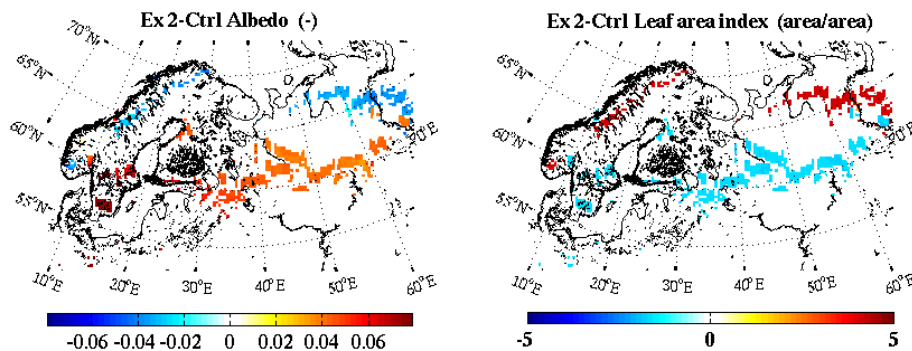 Ex 2-Ctrl Albedo (-)
70°N
65°N
60°N
55°N
10°E
20°E
30°E
40°E
50°E
60°E
-0.06 -0.04 -0.02 0 0.02 0.04 0.06
Ex 2-Ctrl Leaf area index (area/area)
70°N
65°N
60°N
55°N
10°E
20°E
30°E
40°E
50°E
60°E
-5 0 5